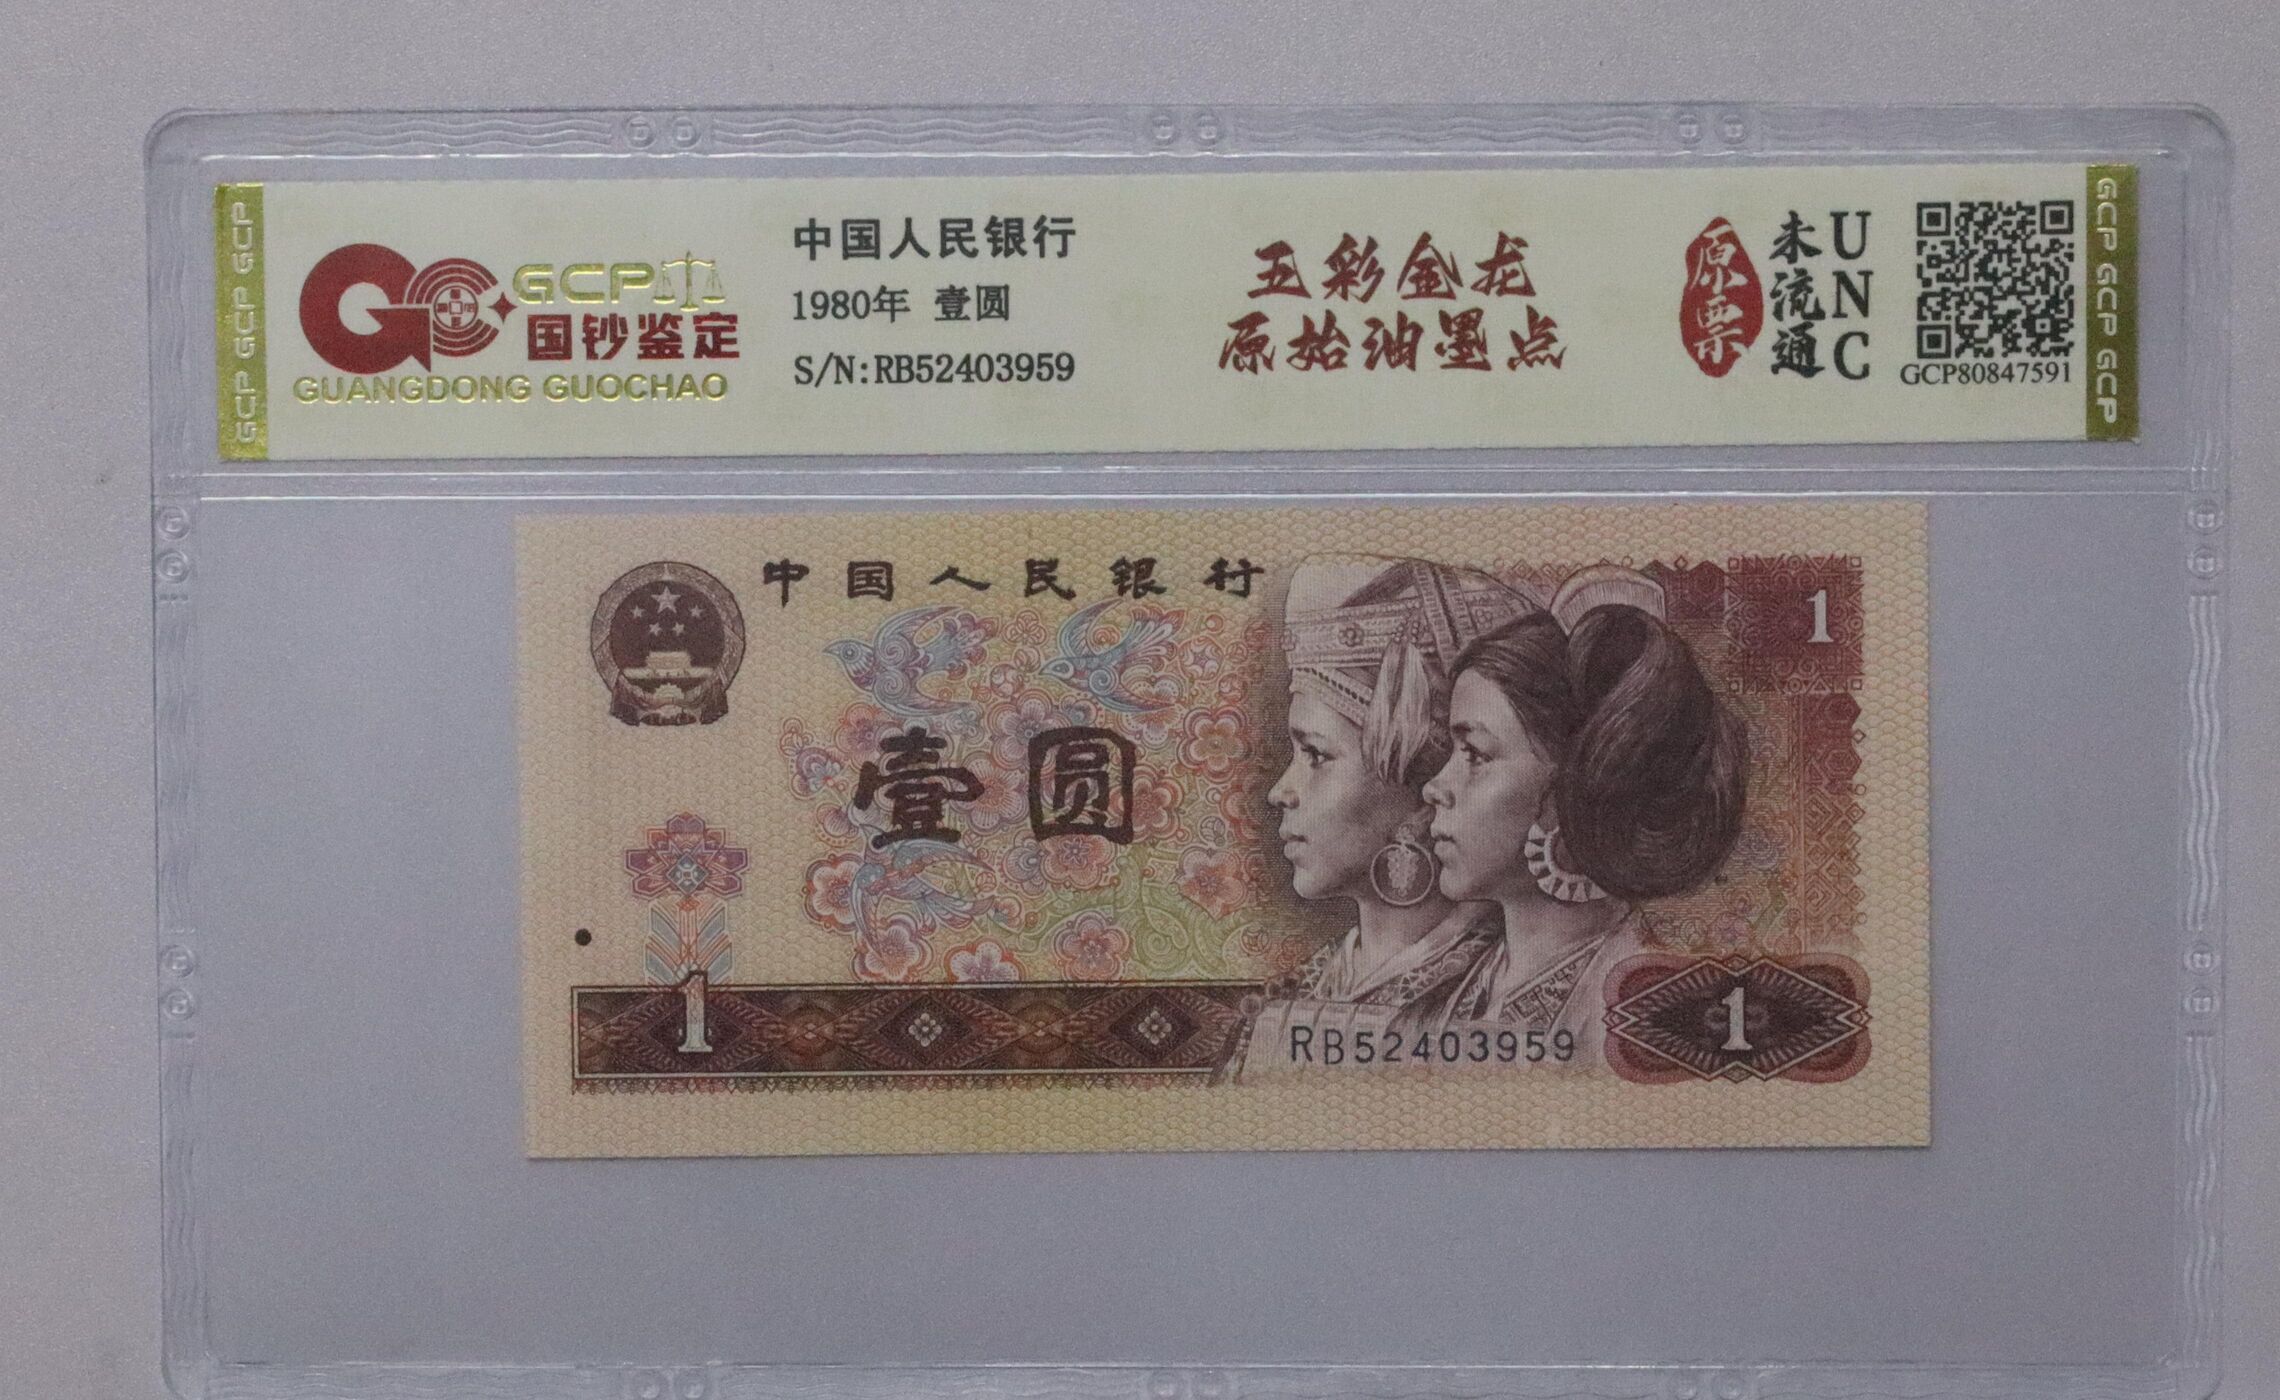 GCP GCP GCP
GCP
国钞鉴定
GUANGDONG GUOCHAO
中国人民银行
1980年 壹圆
S/N:RB52403959
五彩金龙
原始油墨点
原票
未流通
UNC
GCP80847591
GCP GCP GCP
中国人民银行
1
壹圆
1
RB52403959
1